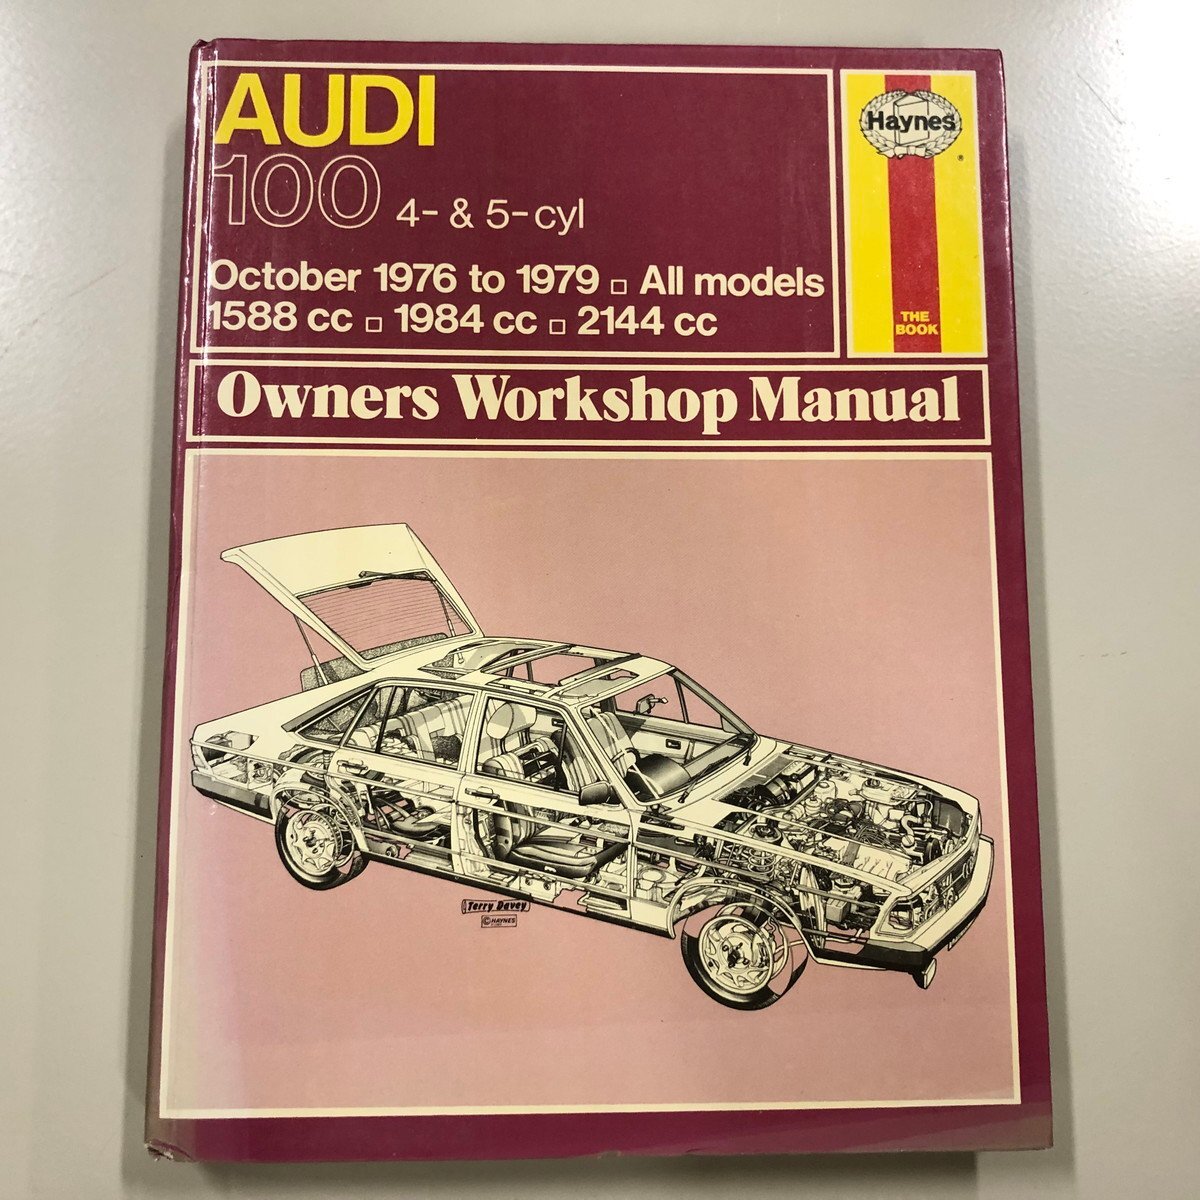 AUDI
100 4- & 5-cyl
October 1976 to 1979 □ All models
1588 cc □ 1984 cc □ 2144 cc
Haynes
®
THE
BOOK
Owners Workshop Manual
Terry Davey
© HAYNES